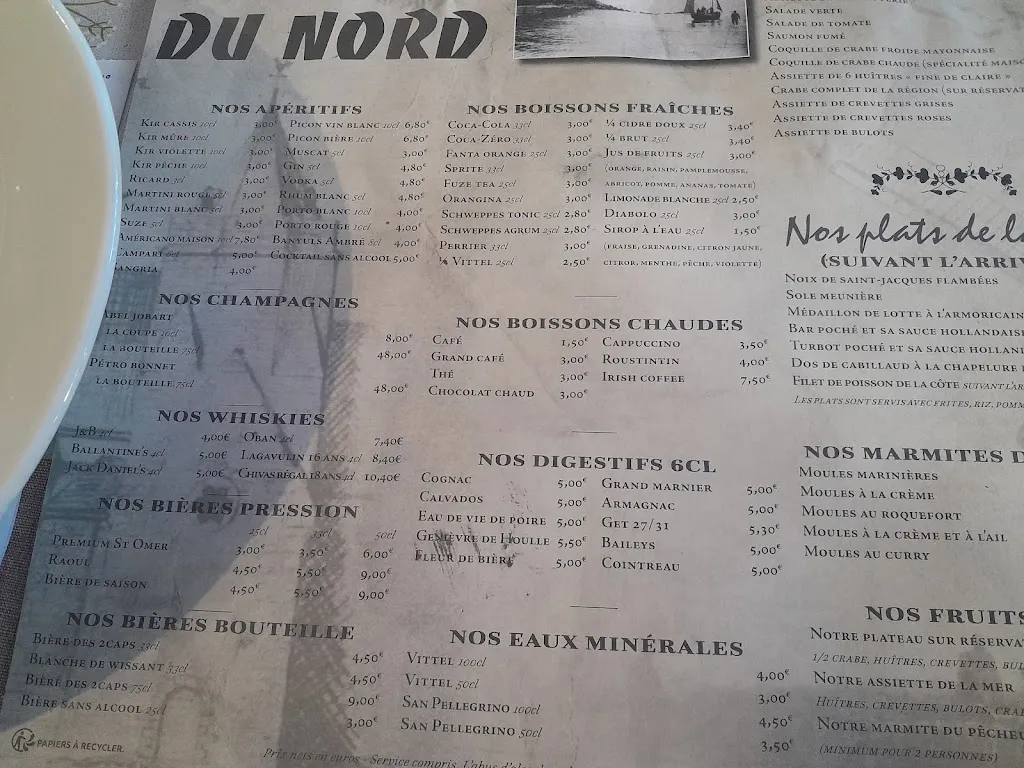 DU NORD
NOS APÉRITIFS
KIR CASSIS 10cl 3,00€
KIR MÛRE 10cl 3,00€
KIR VIOLETTE 10cl 3,00€
KIR PÊCHE 10cl 3,00€
RICARD 3cl 3,00€
MARTINI ROUGE 5cl 3,00€
MARTINI BLANC 5cl 3,00€
SUZE 5cl 3,00€
AMÉRICANO MAISON 10cl 7,80€
CAMPARI 6cl 5,00€
SANGRIA 4,00€
PICON VIN BLANC 10cl 6,80€
PICON BIÈRE 10cl 6,80€
MUSCAT 5cl 3,00€
GIN 5cl 4,80€
VODKA 5cl 4,80€
RHUM BLANC 5cl 4,80€
PORTO BLANC 10cl 4,00€
PORTO ROUGE 10cl 4,00€
BANYULS AMBRÉ 8cl 4,00€
COCKTAIL SANS ALCOOL 5,00€
NOS CHAMPAGNES
ABEL JOBART
LA COUPE 10cl 8,00€
LA BOUTEILLE 75cl 48,00€
PÉTRO BONNET
LA BOUTEILLE 75cl 48,00€
NOS WHISKIES
J&B 4cl 4,00€
BALLANTINE'S 4cl 5,00€
JACK DANIEL'S 4cl 5,00€
OBAN 4cl 7,40€
LAGAVULIN 16 ANS 4cl 8,40€
CHIVAS RÉGAL 18 ANS 4cl 10,40€
NOS BIÈRES PRESSION
25cl 33cl 50cl
PREMIUM ST OMER 3,00€ 3,50€ 6,00€
RAOUL 4,50€ 5,50€ 9,00€
BIÈRE DE SAISON 4,50€ 5,50€ 9,00€
NOS BIÈRES BOUTEILLE
BIÈRE DES 2CAPS 33cl 4,50€
BLANCHE DE WISSANT 33cl 4,50€
BIÈRE DES 2CAPS 75cl 9,00€
BIÈRE SANS ALCOOL 25cl 3,00€
PAPIERS À RECYCLER.
NOS BOISSONS FRAÎCHES
COCA-COLA 33cl 3,00€
COCA-ZÉRO 33cl 3,00€
FANTA ORANGE 25cl 3,00€
SPRITE 33cl 3,00€
FUZE TEA 25cl 3,00€
ORANGINA 25cl 3,00€
SCHWEPPES TONIC 25cl 2,80€
SCHWEPPES AGRUM 25cl 2,80€
PERRIER 33cl 3,00€
¼ VITTEL 25cl 2,50€
¼ CIDRE DOUX 25cl 3,40€
¼ BRUT 25cl 3,40€
JUS DE FRUITS 25cl 3,00€
(ORANGE, RAISIN, PAMPLEMOUSSE,
ABRICOT, POMME, ANANAS, TOMATE)
LIMONADE BLANCHE 25cl 2,50€
DIABOLO 25cl 3,00€
SIROP À L'EAU 25cl 1,50€
(FRAISE, GRENADINE, CITRON JAUNE,
CITROR, MENTHE, PÊCHE, VIOLETTE)
NOS BOISSONS CHAUDES
CAFÉ 1,50€
GRAND CAFÉ 3,00€
THÉ 3,00€
CHOCOLAT CHAUD 3,00€
CAPPUCCINO 3,50€
ROUSTINTIN 4,00€
IRISH COFFEE 7,50€
NOS DIGESTIFS 6CL
COGNAC 5,00€
CALVADOS 5,00€
EAU DE VIE DE POIRE 5,00€
GENIÈVRE DE HOULLE 5,50€
FLEUR DE BIÈRE 5,00€
GRAND MARNIER 5,00€
ARMAGNAC 5,00€
GET 27/31 5,30€
BAILEYS 5,00€
COINTREAU 5,00€
NOS EAUX MINÉRALES
VITTEL 100cl 4,00€
VITTEL 50cl 3,00€
SAN PELLEGRINO 100cl 4,50€
SAN PELLEGRINO 50cl 3,50€
Prix nets en euros - Service compris. L'abus d'alcool
SALADE VERTE
SALADE DE TOMATE
SAUMON FUMÉ
COQUILLE DE CRABE FROIDE MAYONNAISE
COQUILLE DE CRABE CHAUDE (SPÉCIALITÉ MAISO
ASSIETTE DE 6 HUÎTRES « FINE DE CLAIRE »
CRABE COMPLET DE LA RÉGION (SUR RÉSERVAT
ASSIETTE DE CREVETTES GRISES
ASSIETTE DE CREVETTES ROSES
ASSIETTE DE BULOTS
Nos plats de la
(SUIVANT L'ARRIV
NOIX DE SAINT-JACQUES FLAMBÉES
SOLE MEUNIÈRE
MÉDAILLON DE LOTTE À L'ARMORICAIN
BAR POCHÉ ET SA SAUCE HOLLANDAISE
TURBOT POCHÉ ET SA SAUCE HOLLAN
DOS DE CABILLAUD À LA CHAPELURE
FILET DE POISSON DE LA CÔTE SUIVANT L'AR
LES PLATS SONT SERVIS AVEC FRITES, RIZ, POMM
NOS MARMITES D
MOULES MARINIÈRES
MOULES À LA CRÈME
MOULES AU ROQUEFORT
MOULES À LA CRÈME ET À L'AIL
MOULES AU CURRY
NOS FRUITS
NOTRE PLATEAU SUR RÉSERVAT
1/2 CRABE, HUÎTRES, CREVETTES, BUL
NOTRE ASSIETTE DE LA MER
HUÎTRES, CREVETTES, BULOTS, CRAB
NOTRE MARMITE DU PÊCHEU
(MINIMUM POUR 2 PERSONNES)